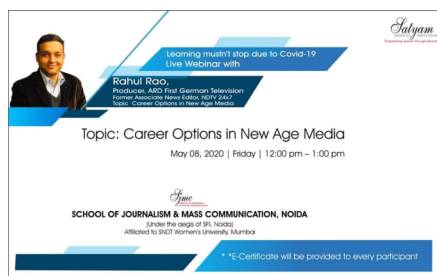 Satyam
Learning mustn't stop due to Covid-19
Live Webinar with
Rahul Rao,
Producer, ARD First German Television
Former Associate News Editor, NDTV 24x7
Topic Career Options in New Age Media
Topic: Career Options in New Age Media
May 08, 2020 | Friday | 12:00 pm – 1:00 pm
Sjmc
SCHOOL OF JOURNALISM & MASS COMMUNICATION, NOIDA
(Under the aegis of SFI, Noida)
Affiliated to SNDT Women's University, Mumbai
* *E-Certificate will be provided to every participant